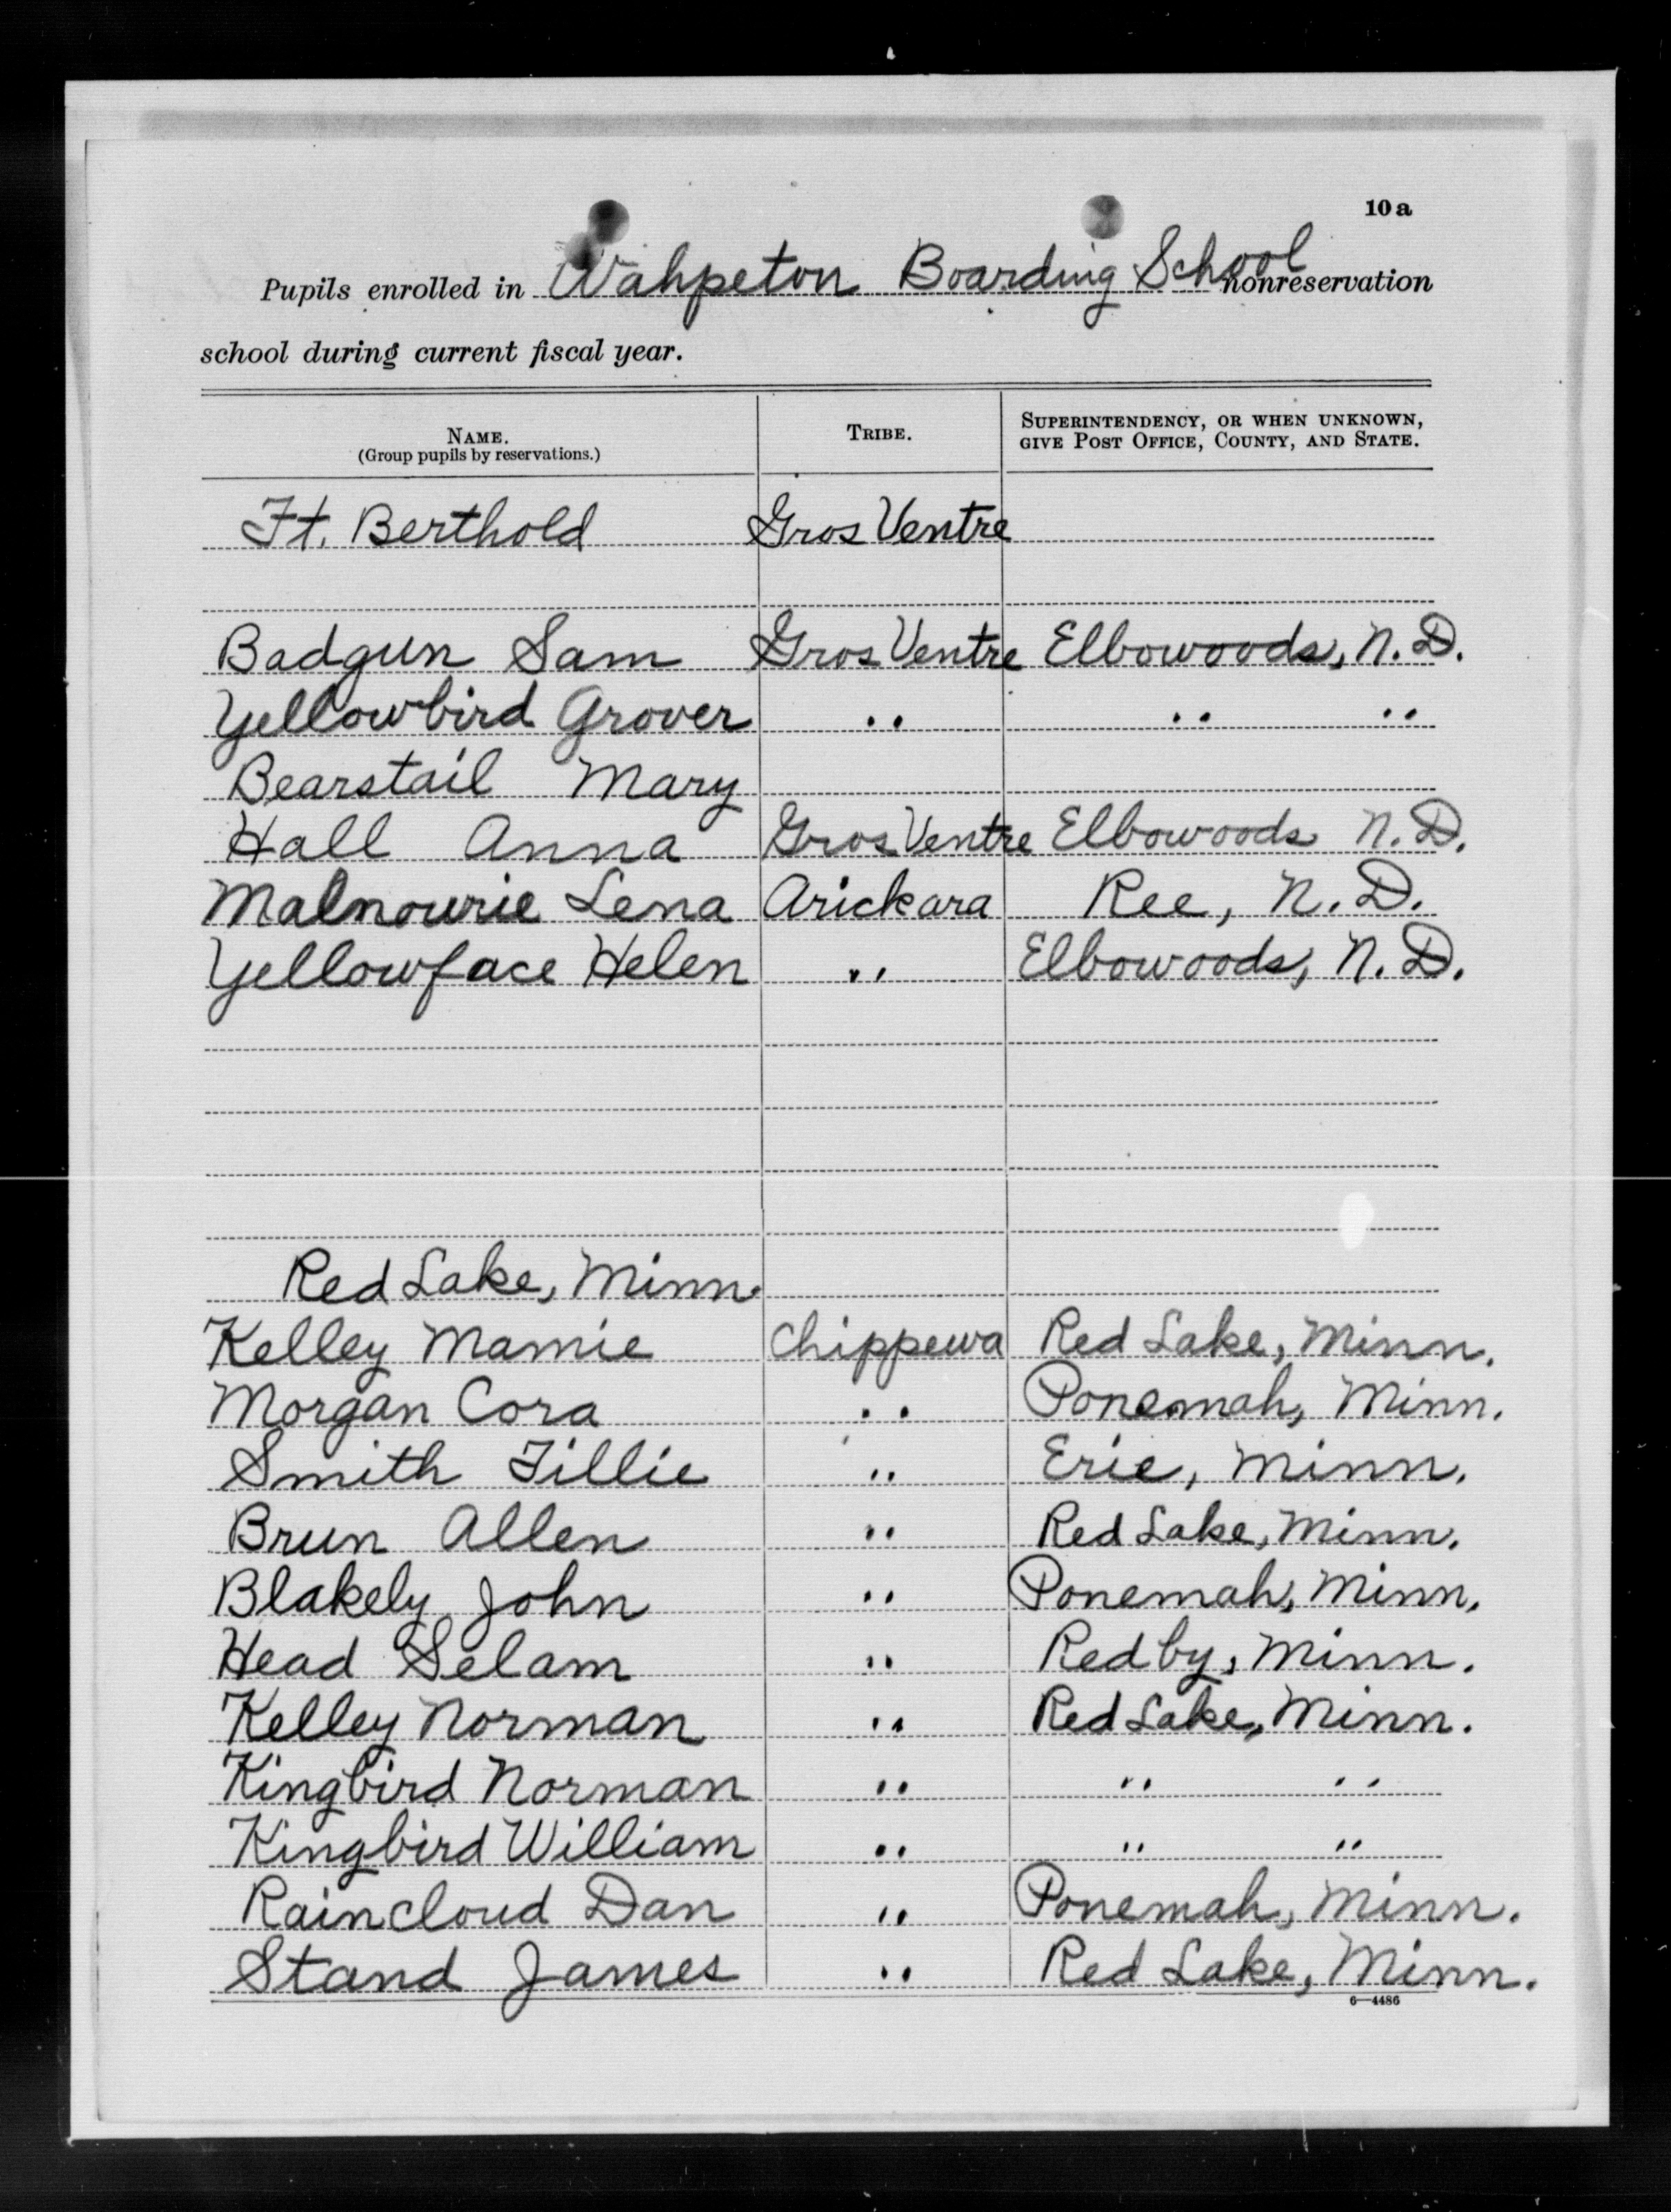 10a
Pupils enrolled in Wahpeton Boarding School nonreservation
school during current fiscal year.
NAME. (Group pupils by reservations.) TRIBE. SUPERINTENDENCY, OR WHEN UNKNOWN, GIVE POST OFFICE, COUNTY, AND STATE.
Ft. Berthold Gros Ventre
Badgun Sam Gros Ventre Elbowoods, N.D.
Yellowbird Grover " " "
Bearstail Mary
Hall Anna Gros Ventre Elbowoods N.D.
Malnourie Lena Arickara Ree, N.D.
Yellowface Helen " Elbowoods, N.D.
Red Lake, Minn.
Kelley Mamie Chippewa Red Lake, Minn.
Morgan Cora " Ponemah, Minn.
Smith Tillie " Erie, Minn.
Brun Allen " Red Lake, Minn.
Blakely John " Ponemah, Minn.
Head Selam " Redby, Minn.
Kelley Norman " Red Lake, Minn.
Kingbird Norman " " "
Kingbird William " " "
Raincloud Dan " Ponemah, Minn.
Stand James " Red Lake, Minn.
6—4486